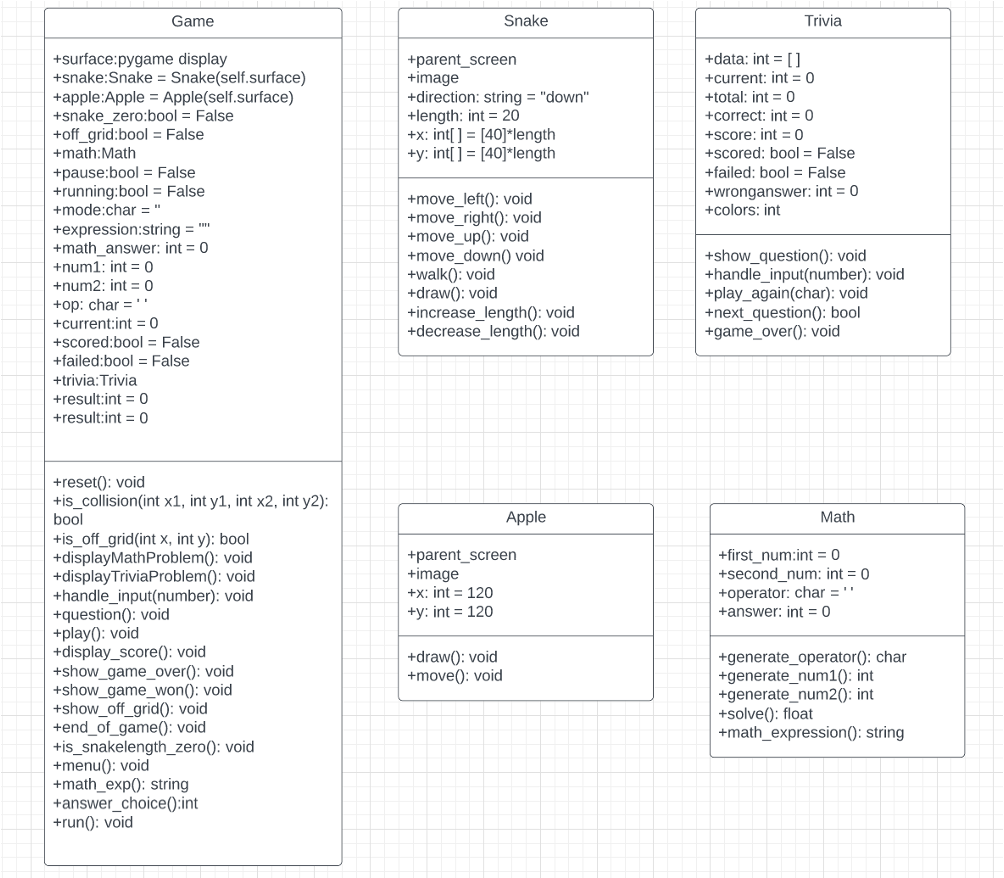 Game
+surface:pygame display
+snake:Snake = Snake(self.surface)
+apple:Apple = Apple(self.surface)
+snake_zero:bool = False
+off_grid:bool = False
+math:Math
+pause:bool = False
+running:bool = False
+mode:char = ''
+expression:string = ""
+math_answer: int = 0
+num1: int = 0
+num2: int = 0
+op: char = ' '
+current:int = 0
+scored:bool = False
+failed:bool = False
+trivia:Trivia
+result:int = 0
+result:int = 0
+reset(): void
+is_collision(int x1, int y1, int x2, int y2):
bool
+is_off_grid(int x, int y): bool
+displayMathProblem(): void
+displayTriviaProblem(): void
+handle_input(number): void
+question(): void
+play(): void
+display_score(): void
+show_game_over(): void
+show_game_won(): void
+show_off_grid(): void
+end_of_game(): void
+is_snakelength_zero(): void
+menu(): void
+math_exp(): string
+answer_choice():int
+run(): void
Snake
+parent_screen
+image
+direction: string = "down"
+length: int = 20
+x: int[ ] = [40]*length
+y: int[ ] = [40]*length
+move_left(): void
+move_right(): void
+move_up(): void
+move_down() void
+walk(): void
+draw(): void
+increase_length(): void
+decrease_length(): void
Trivia
+data: int = [ ]
+current: int = 0
+total: int = 0
+correct: int = 0
+score: int = 0
+scored: bool = False
+failed: bool = False
+wronganswer: int = 0
+colors: int
+show_question(): void
+handle_input(number): void
+play_again(char): void
+next_question(): bool
+game_over(): void
Apple
+parent_screen
+image
+x: int = 120
+y: int = 120
+draw(): void
+move(): void
Math
+first_num:int = 0
+second_num: int = 0
+operator: char = ' '
+answer: int = 0
+generate_operator(): char
+generate_num1(): int
+generate_num2(): int
+solve(): float
+math_expression(): string